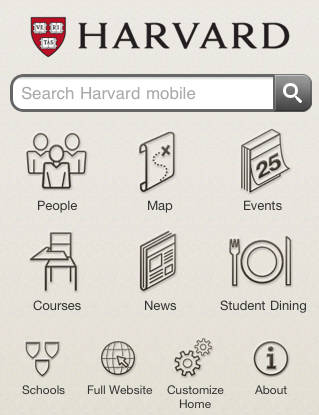 VE RI
TAS
HARVARD
Search Harvard mobile
25
People Map Events
Courses News Student Dining
Schools Full Website Customize Home About